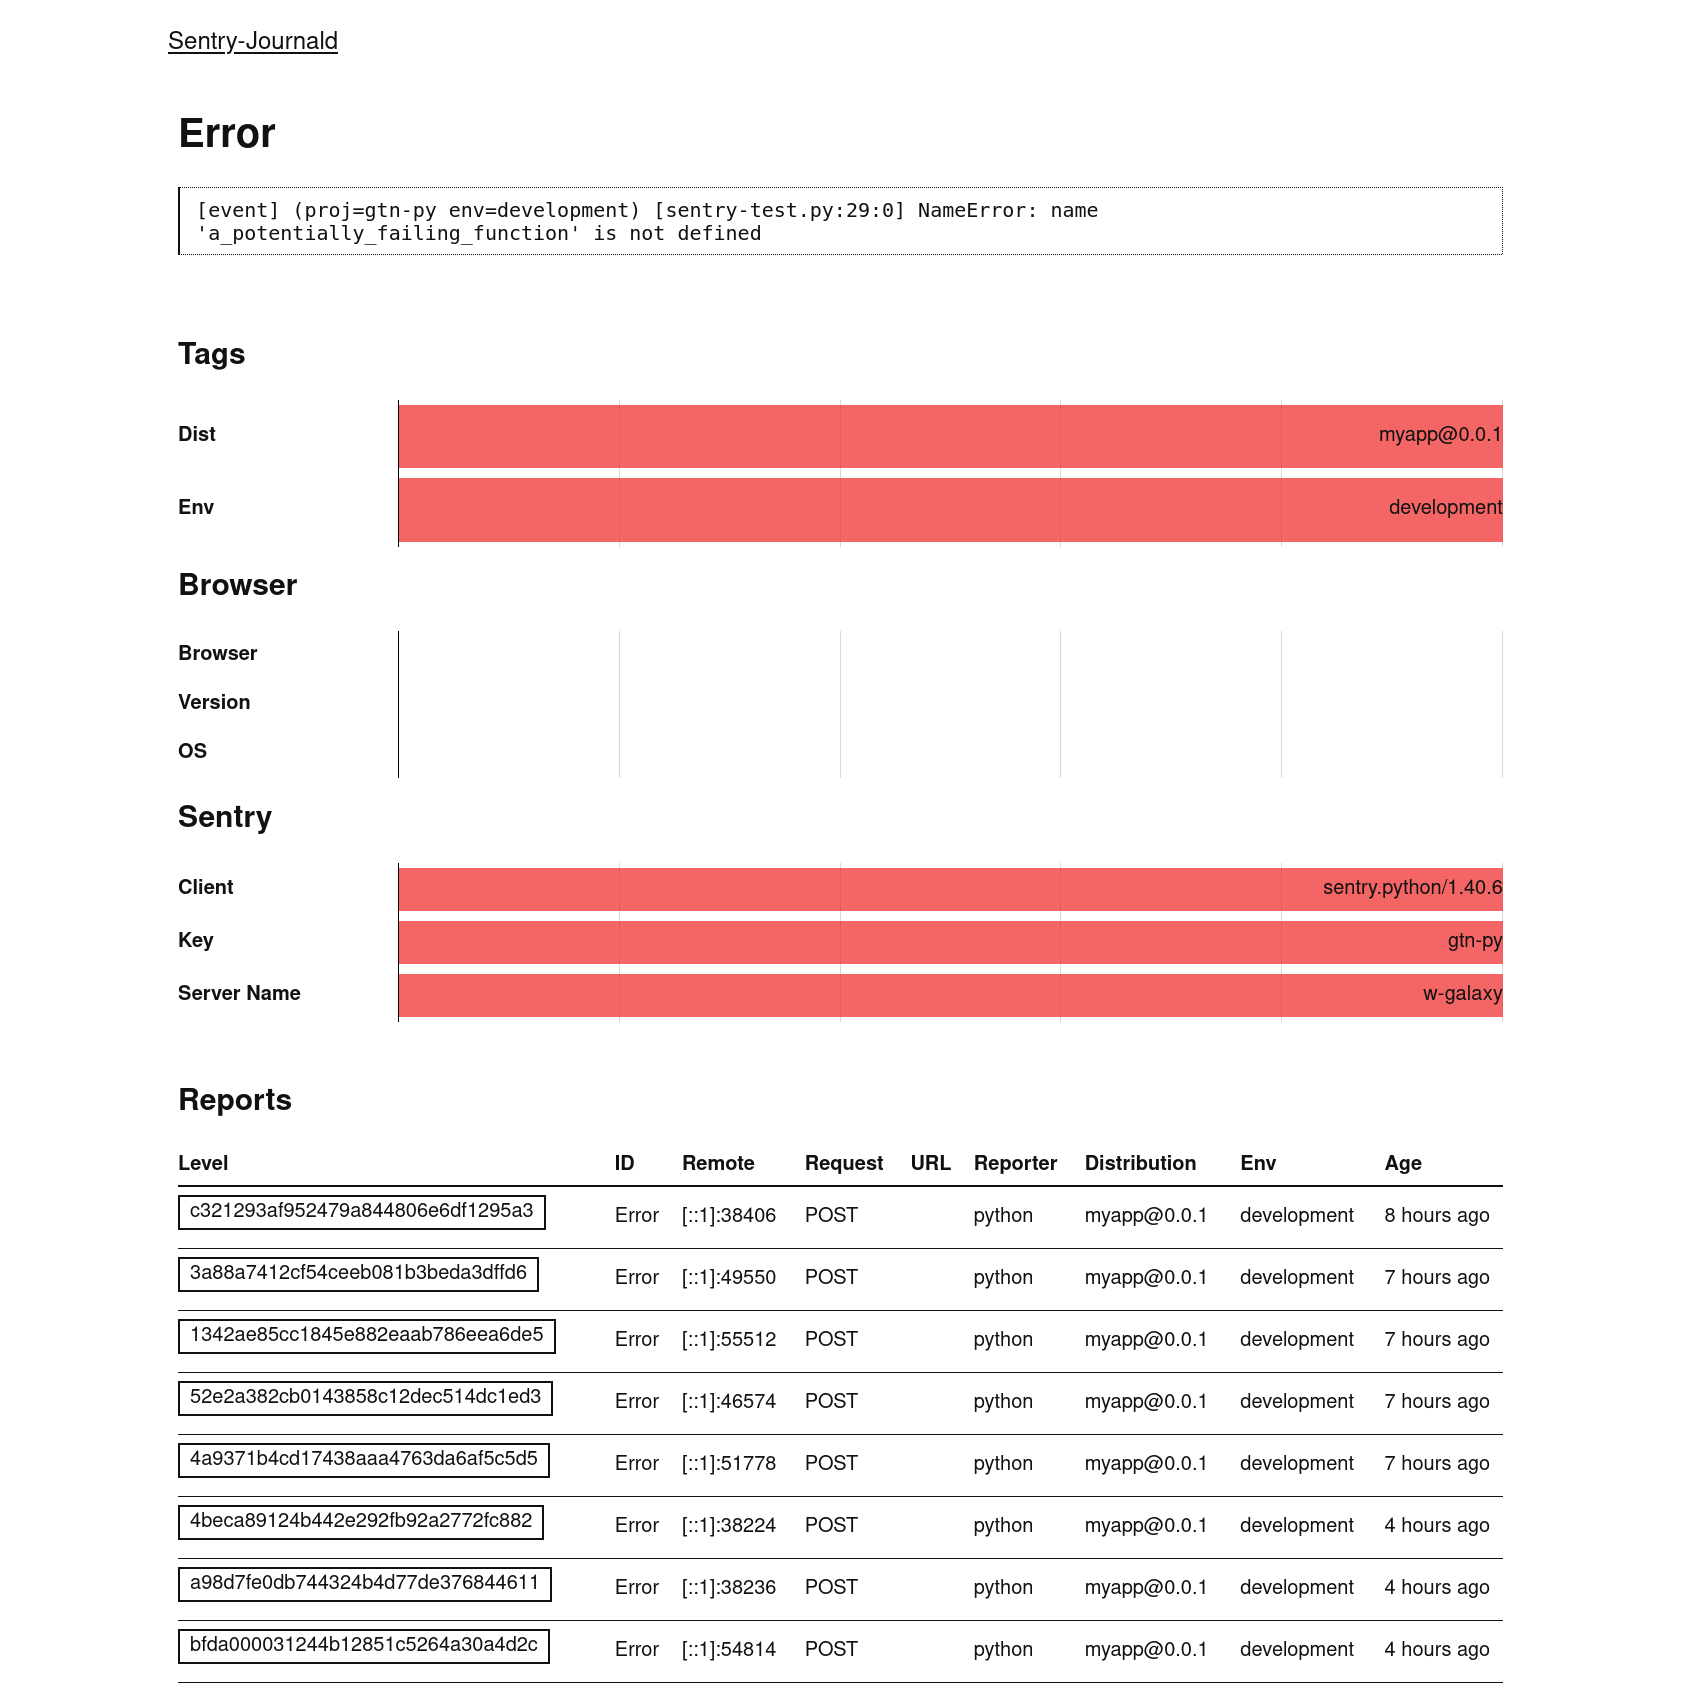 Sentry-Journald
Error
[event] (proj=gtn-py env=development) [sentry-test.py:29:0] NameError: name
'a_potentially_failing_function' is not defined
Tags
Dist myapp@0.0.1
Env development
Browser
Browser
Version
OS
Sentry
Client sentry.python/1.40.6
Key gtn-py
Server Name w-galaxy
Reports
Level ID Remote Request URL Reporter Distribution Env Age
c321293af952479a844806e6df1295a3 Error [::1]:38406 POST python myapp@0.0.1 development 8 hours ago
3a88a7412cf54ceeb081b3beda3dffd6 Error [::1]:49550 POST python myapp@0.0.1 development 7 hours ago
1342ae85cc1845e882eaab786eea6de5 Error [::1]:55512 POST python myapp@0.0.1 development 7 hours ago
52e2a382cb0143858c12dec514dc1ed3 Error [::1]:46574 POST python myapp@0.0.1 development 7 hours ago
4a9371b4cd17438aaa4763da6af5c5d5 Error [::1]:51778 POST python myapp@0.0.1 development 7 hours ago
4beca89124b442e292fb92a2772fc882 Error [::1]:38224 POST python myapp@0.0.1 development 4 hours ago
a98d7fe0db744324b4d77de376844611 Error [::1]:38236 POST python myapp@0.0.1 development 4 hours ago
bfda000031244b12851c5264a30a4d2c Error [::1]:54814 POST python myapp@0.0.1 development 4 hours ago